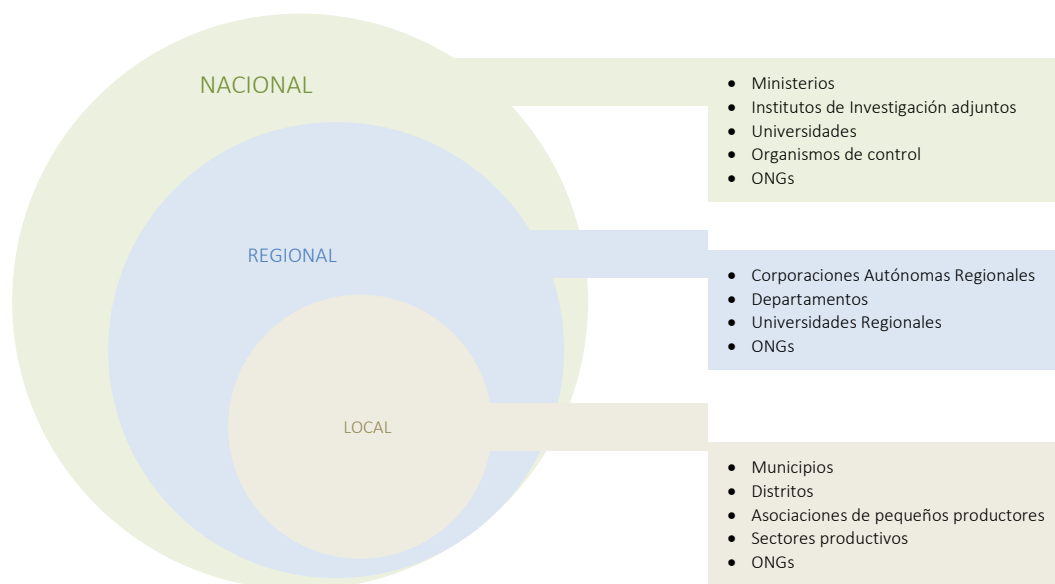 NACIONAL
• Ministerios
• Institutos de Investigación adjuntos
• Universidades
• Organismos de control
• ONGs
REGIONAL
• Corporaciones Autónomas Regionales
• Departamentos
• Universidades Regionales
• ONGs
LOCAL
• Municipios
• Distritos
• Asociaciones de pequeños productores
• Sectores productivos
• ONGs